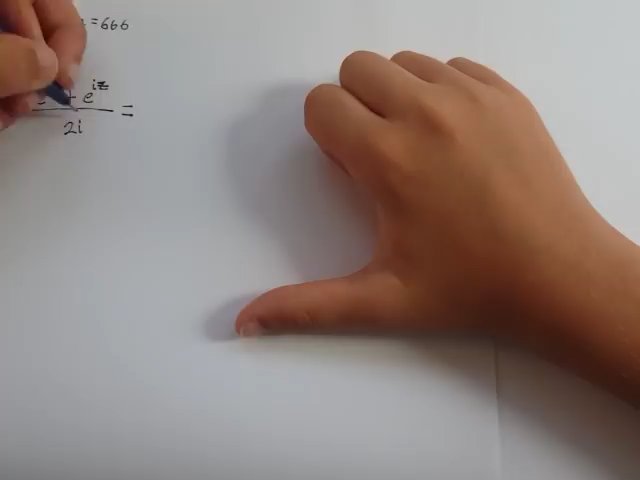 = 666
+ e^{iz}
2i =